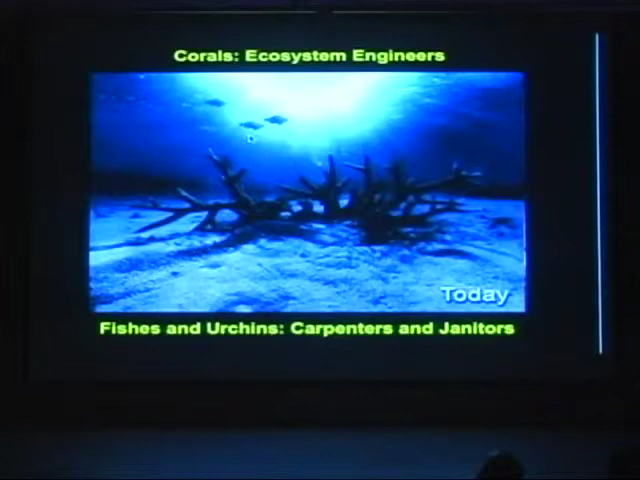 Corals: Ecosystem Engineers
Today
Fishes and Urchins: Carpenters and Janitors